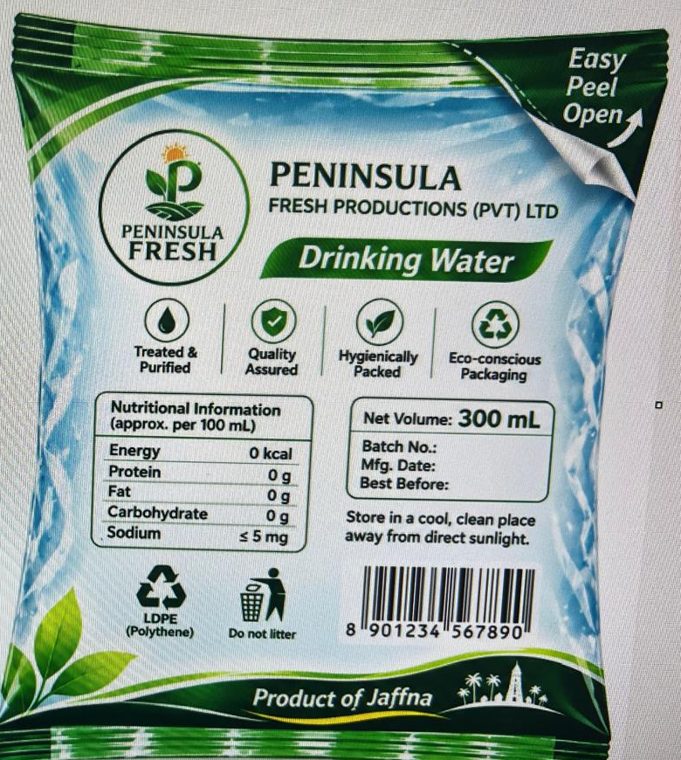 Easy
Peel
Open
P
PENINSULA
FRESH
PENINSULA
FRESH PRODUCTIONS (PVT) LTD
Drinking Water
Treated &
Purified
Quality
Assured
Hygienically
Packed
Eco-conscious
Packaging
Nutritional Information
(approx. per 100 mL)
Energy 0 kcal
Protein 0 g
Fat 0 g
Carbohydrate 0 g
Sodium ≤ 5 mg
Net Volume: 300 mL
Batch No.:
Mfg. Date:
Best Before:
Store in a cool, clean place
away from direct sunlight.
LDPE
(Polythene)
Do not litter
8 901234 567890
Product of Jaffna